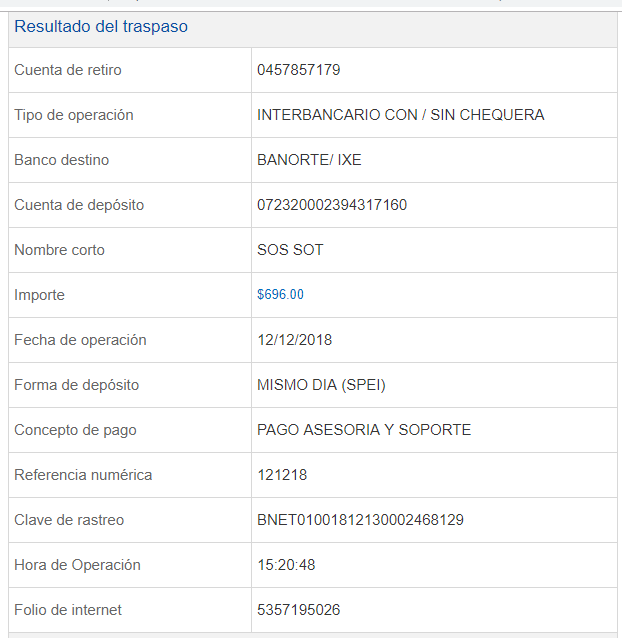 Resultado del traspaso
Cuenta de retiro 0457857179
Tipo de operación INTERBANCARIO CON / SIN CHEQUERA
Banco destino BANORTE/ IXE
Cuenta de depósito 072320002394317160
Nombre corto SOS SOT
Importe $696.00
Fecha de operación 12/12/2018
Forma de depósito MISMO DIA (SPEI)
Concepto de pago PAGO ASESORIA Y SOPORTE
Referencia numérica 121218
Clave de rastreo BNET01001812130002468129
Hora de Operación 15:20:48
Folio de internet 5357195026